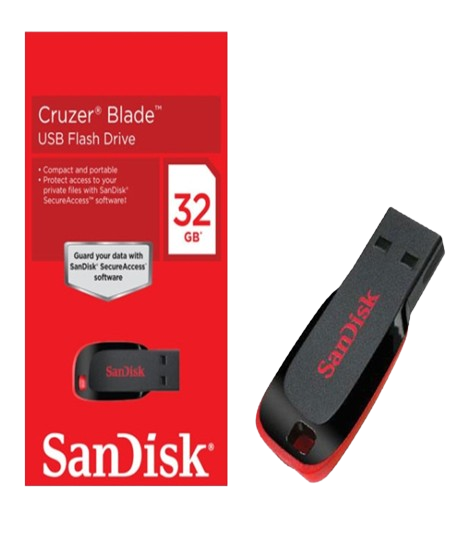 Cruzer® Blade™
USB Flash Drive
• Compact and portable
• Protect access to your
private files with SanDisk®
SecureAccess™ software‡
32
GB*
Guard your data with
SanDisk® SecureAccess™
software
SanDisk
SanDisk®
SanDisk